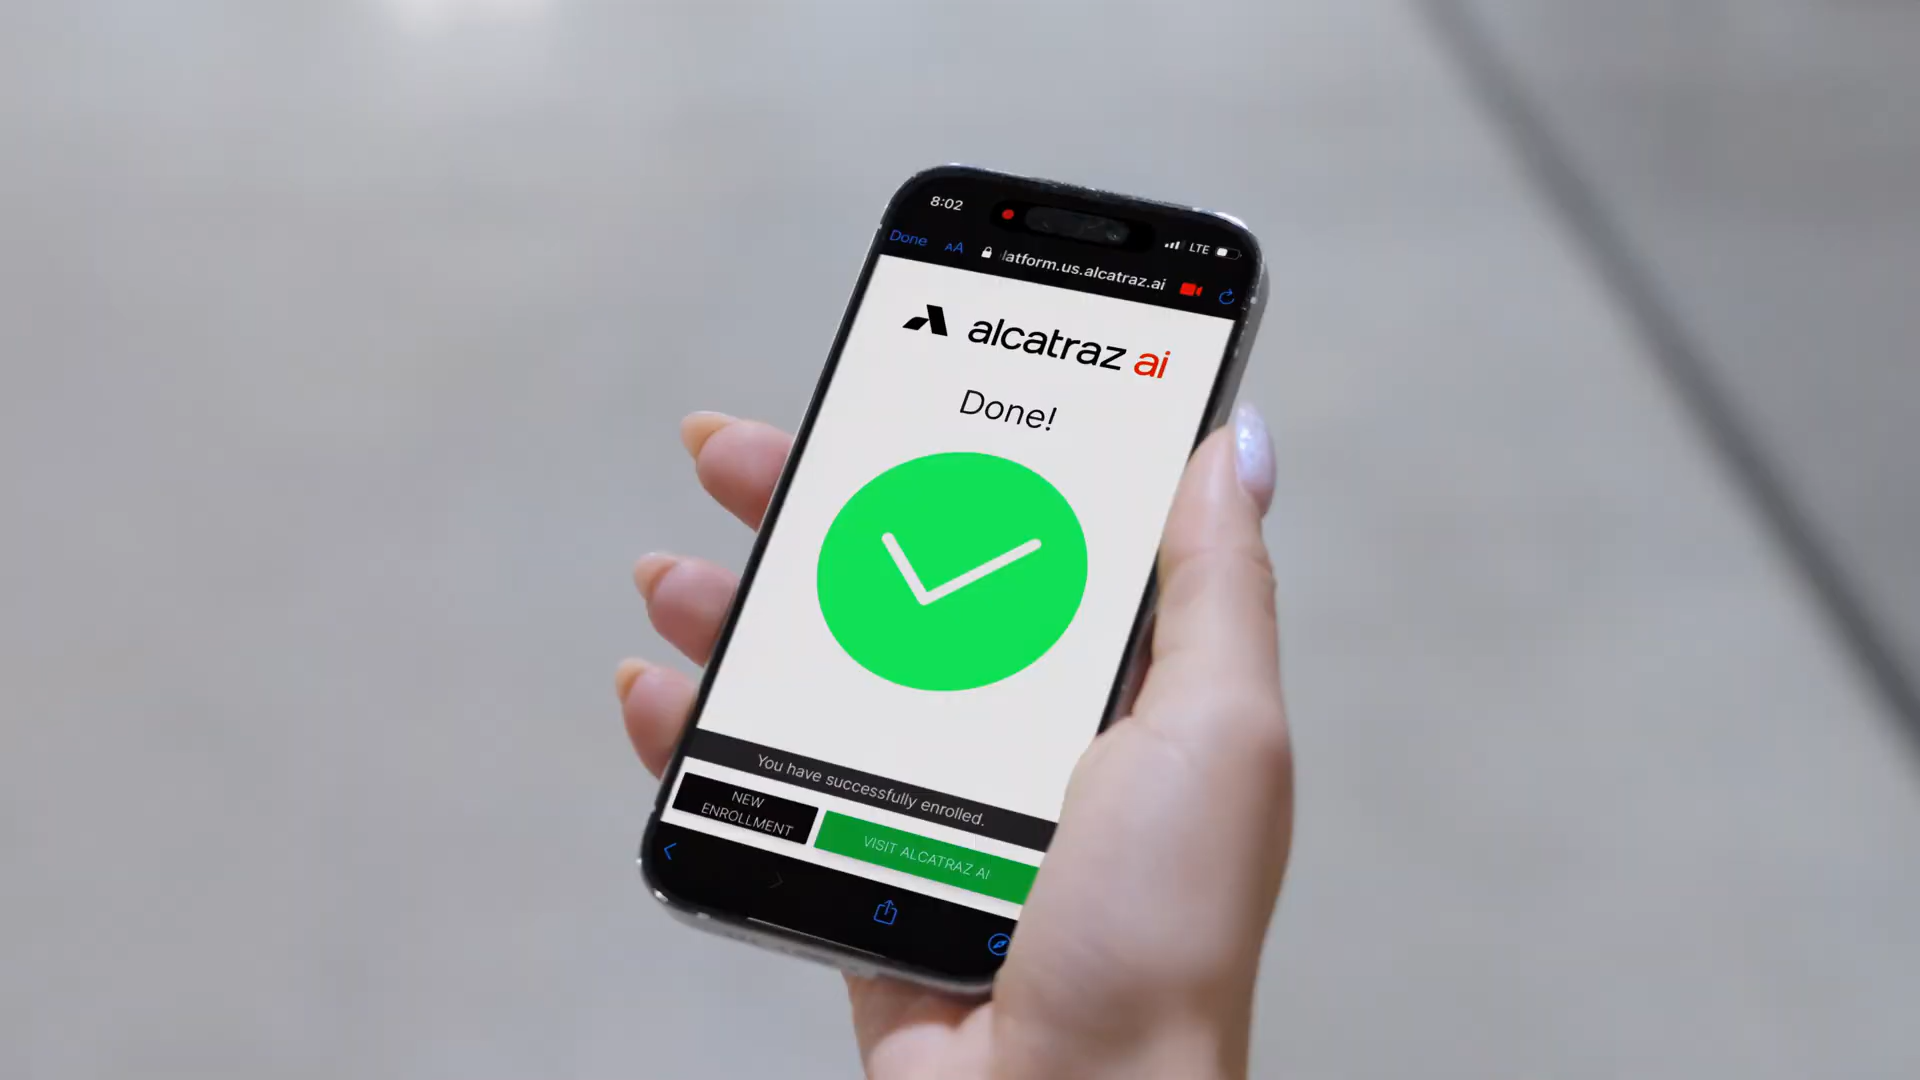 8:02
LTE
Done AA latform.us.alcatraz.ai
alcatraz ai
Done!
You have successfully enrolled.
NEW
ENROLLMENT
VISIT ALCATRAZ AI